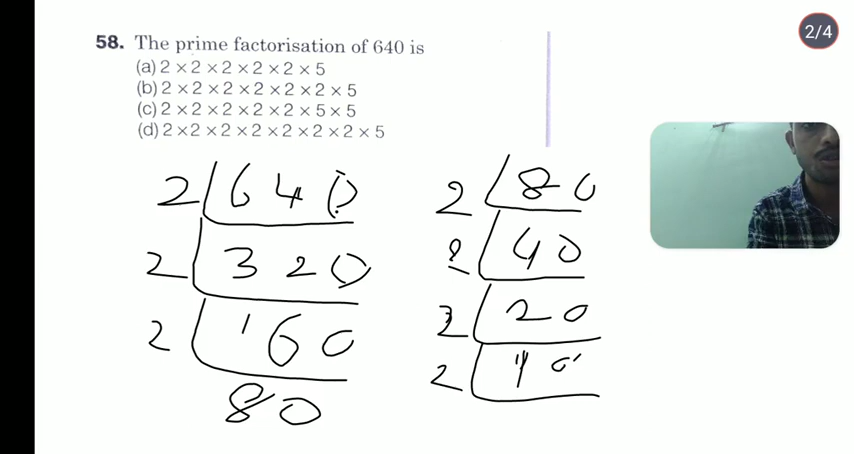 2/4
58. The prime factorisation of 640 is
(a) 2 × 2 × 2 × 2 × 2 × 5
(b) 2 × 2 × 2 × 2 × 2 × 2 × 5
(c) 2 × 2 × 2 × 2 × 2 × 5 × 5
(d) 2 × 2 × 2 × 2 × 2 × 2 × 2 × 5
2 640
2 320
2 160
80
2 80
2 40
2 20
2 10